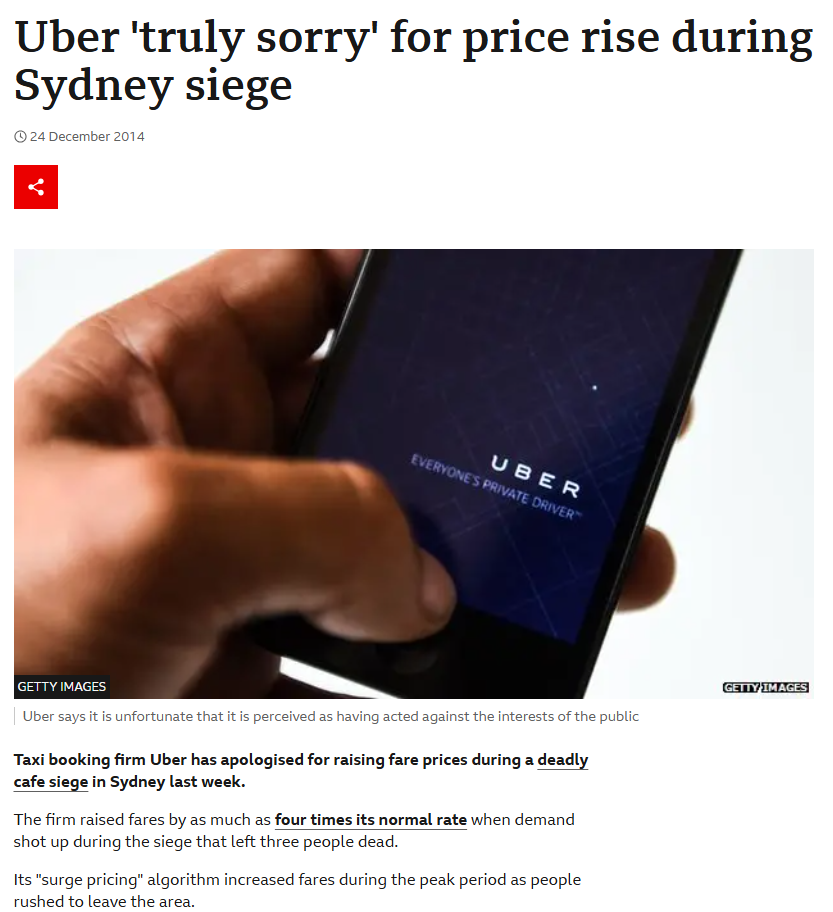 Uber 'truly sorry' for price rise during
Sydney siege
24 December 2014
UBER
EVERYONE'S PRIVATE DRIVER™
GETTY IMAGES
GETTY IMAGES
Uber says it is unfortunate that it is perceived as having acted against the interests of the public
Taxi booking firm Uber has apologised for raising fare prices during a deadly
cafe siege in Sydney last week.
The firm raised fares by as much as four times its normal rate when demand
shot up during the siege that left three people dead.
Its "surge pricing" algorithm increased fares during the peak period as people
rushed to leave the area.